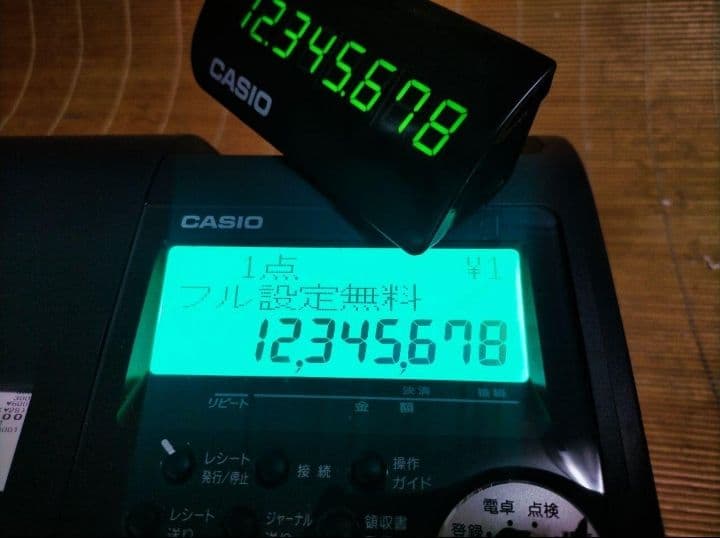 12.345.678
CASIO
CASIO
1点 ¥1
フル設定無料
12,345,678
リピート 金額
レシート 発行/停止
接続
操作ガイド
レシート
ジャーナル
領収書
電卓 点検
登録